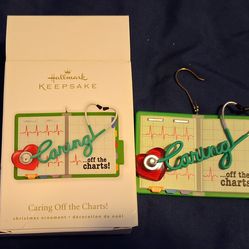 Hallmark
KEEPSAKE
Caring!
...off the
charts!
Caring Off the Charts!
christmas ornament • décoration de noël
Caring!
...off the
charts!